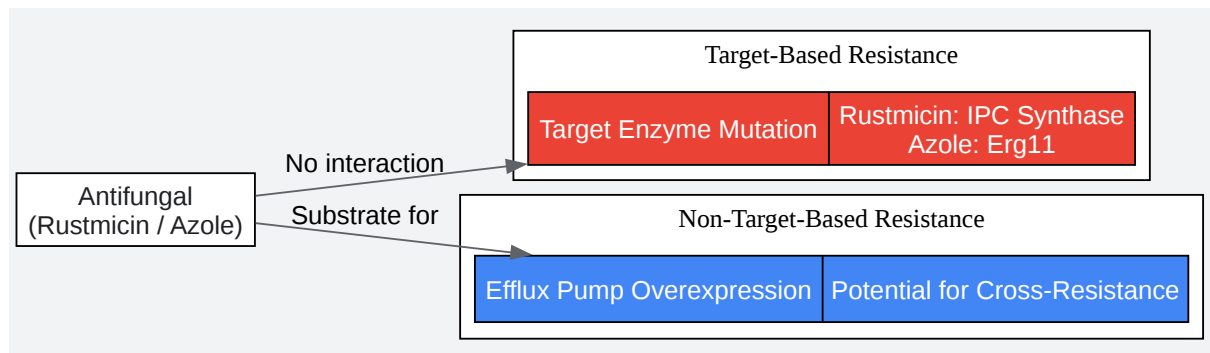 Target-Based Resistance
Target Enzyme Mutation
Rustmicin: IPC Synthase
Azole: Erg11
No interaction
Antifungal
(Rustmicin / Azole)
Substrate for
Non-Target-Based Resistance
Efflux Pump Overexpression
Potential for Cross-Resistance